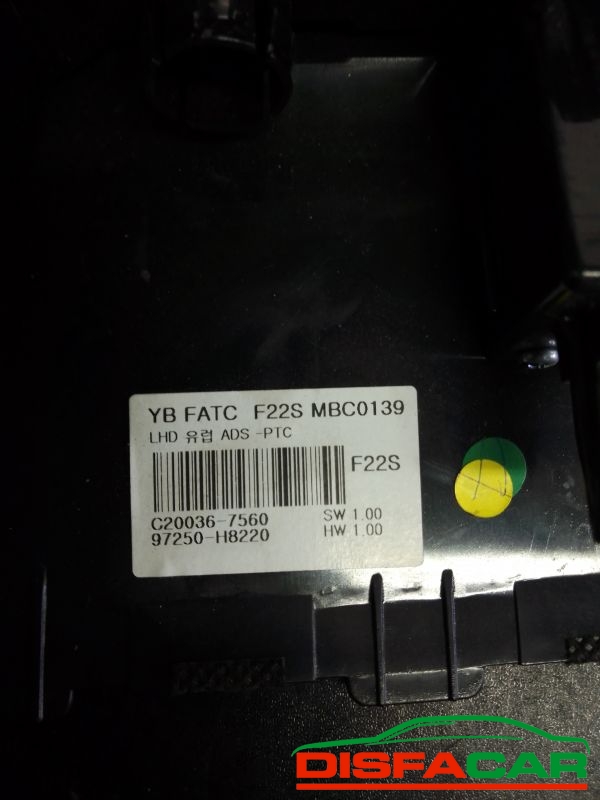 YB FATC F22S MBC0139
LHD 유럽 ADS -PTC
F22S
C20036-7560 SW 1.00
97250-H8220 HW 1.00
DISFACAR